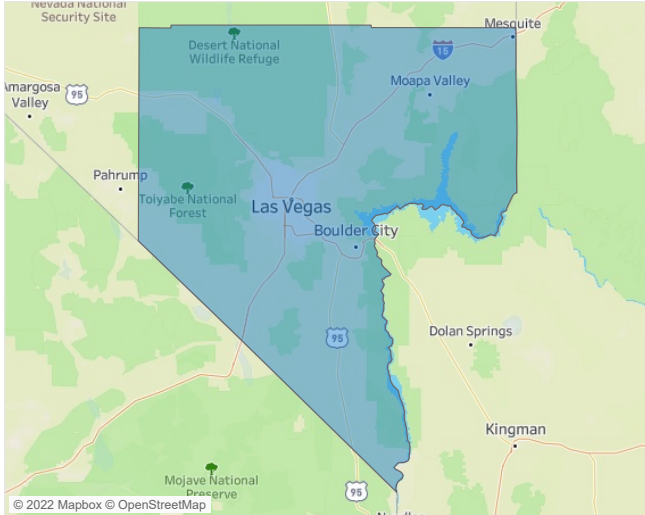 Nevada National
Security Site
Mesquite
Desert National
Wildlife Refuge
15
Moapa Valley
Amargosa
Valley
95
Pahrump
Toiyabe National
Forest
Las Vegas
Boulder City
95
Dolan Springs
Kingman
Mojave National
Preserve
95
© 2022 Mapbox © OpenStreetMap